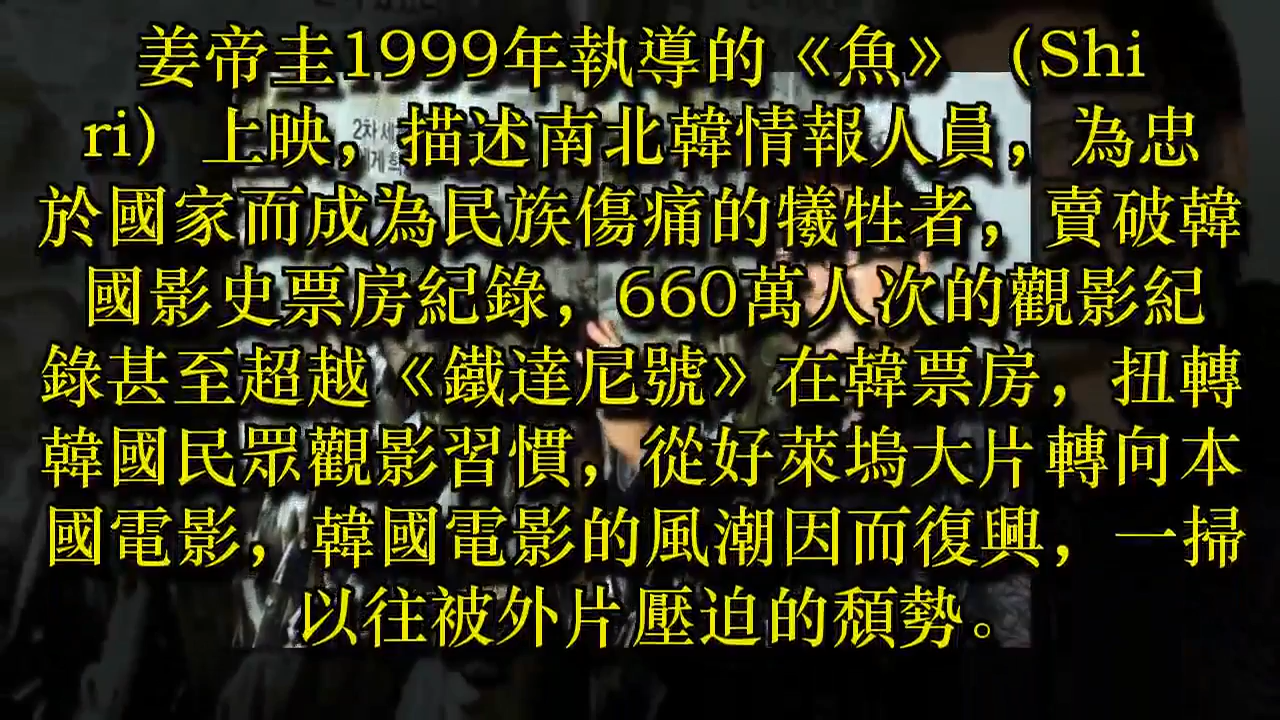 姜帝圭1999年執導的《魚》（Shi
ri）上映，描述南北韓情報人員，為忠
於國家而成為民族傷痛的犧牲者，賣破韓
國影史票房紀錄，660萬人次的觀影紀
錄甚至超越《鐵達尼號》在韓票房，扭轉
韓國民眾觀影習慣，從好萊塢大片轉向本
國電影，韓國電影的風潮因而復興，一掃
以往被外片壓迫的頹勢。
2차 세